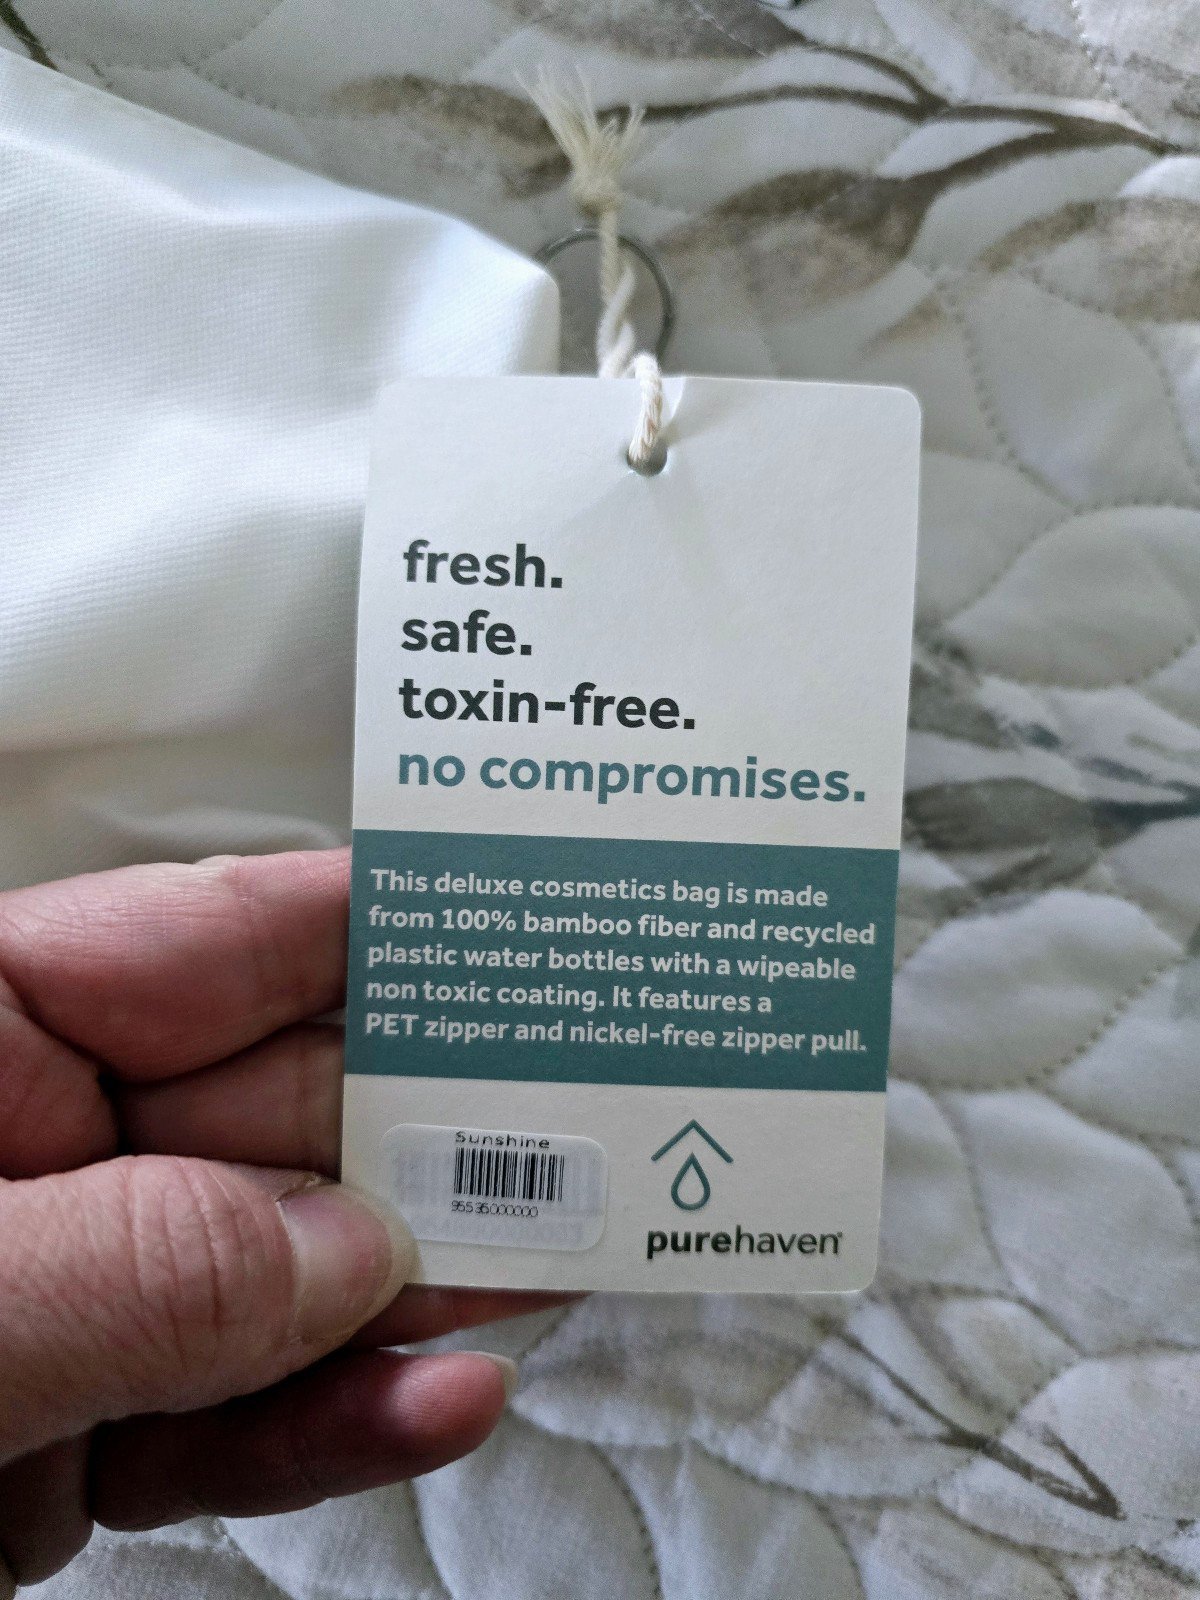 fresh.
safe.
toxin-free.
no compromises.
This deluxe cosmetics bag is made
from 100% bamboo fiber and recycled
plastic water bottles with a wipeable
non toxic coating. It features a
PET zipper and nickel-free zipper pull.
Sunshine
95536000000
purehaven